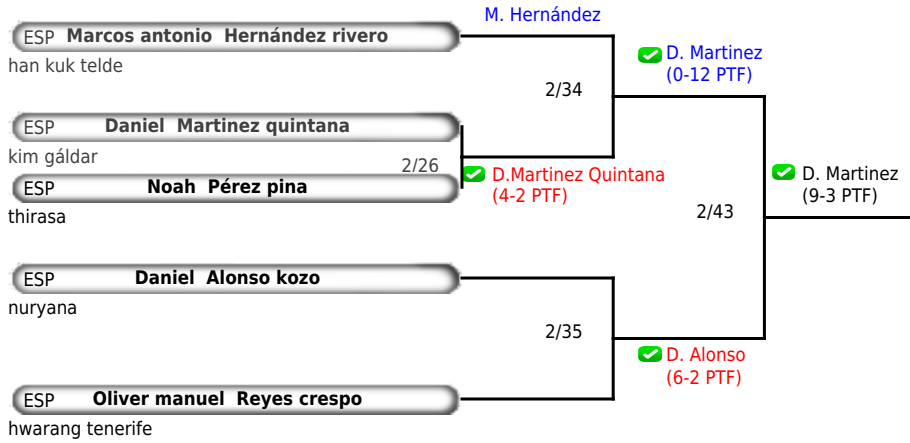 M. Hernández
ESP Marcos antonio Hernández rivero
han kuk telde
D. Martinez
(0-12 PTF)
2/34
ESP Daniel Martinez quintana
kim gáldar
2/26
D.Martinez Quintana
(4-2 PTF)
ESP Noah Pérez pina
thirasa
D. Martinez
(9-3 PTF)
2/43
ESP Daniel Alonso kozo
nuryana
2/35
D. Alonso
(6-2 PTF)
ESP Oliver manuel Reyes crespo
hwarang tenerife